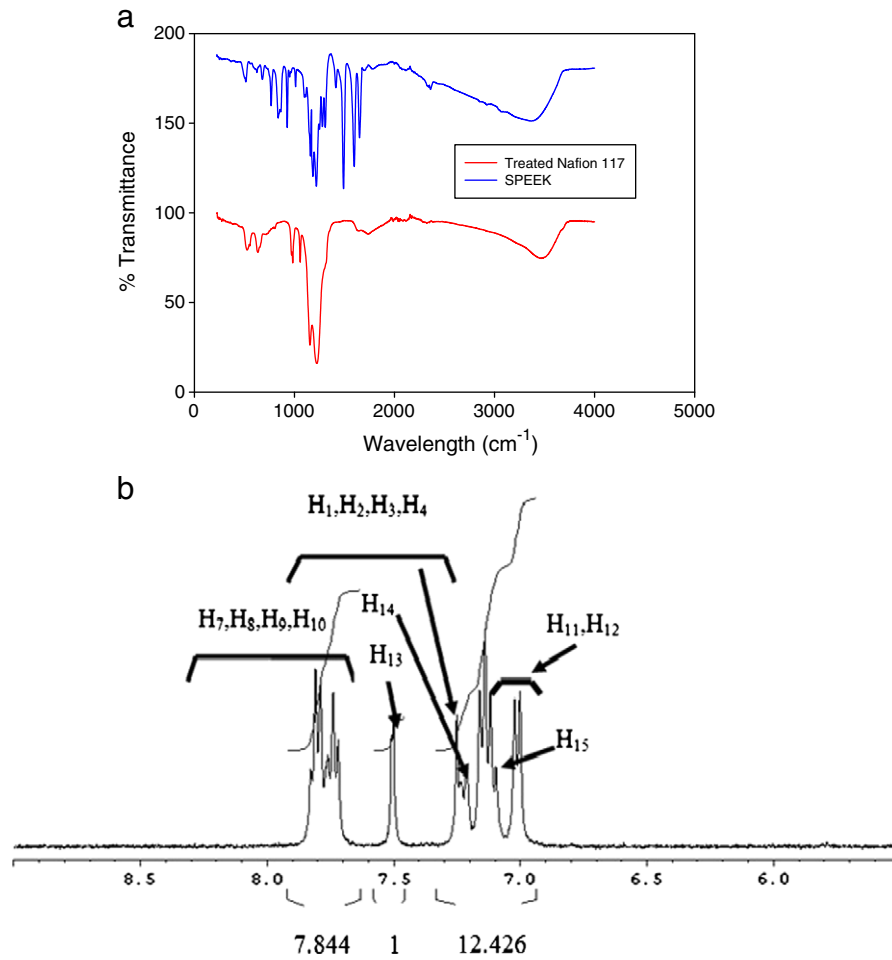 a
200
150
100
50
0
% Transmittance
Treated Nafion 117
SPEEK
0 1000 2000 3000 4000 5000
Wavelength (cm⁻¹)
b
H₁,H₂,H₃,H₄
H₇,H₈,H₉,H₁₀
H₁₄
H₁₃
H₁₁,H₁₂
H₁₅
8.5 8.0 7.5 7.0 6.5 6.0
7.844 1 12.426